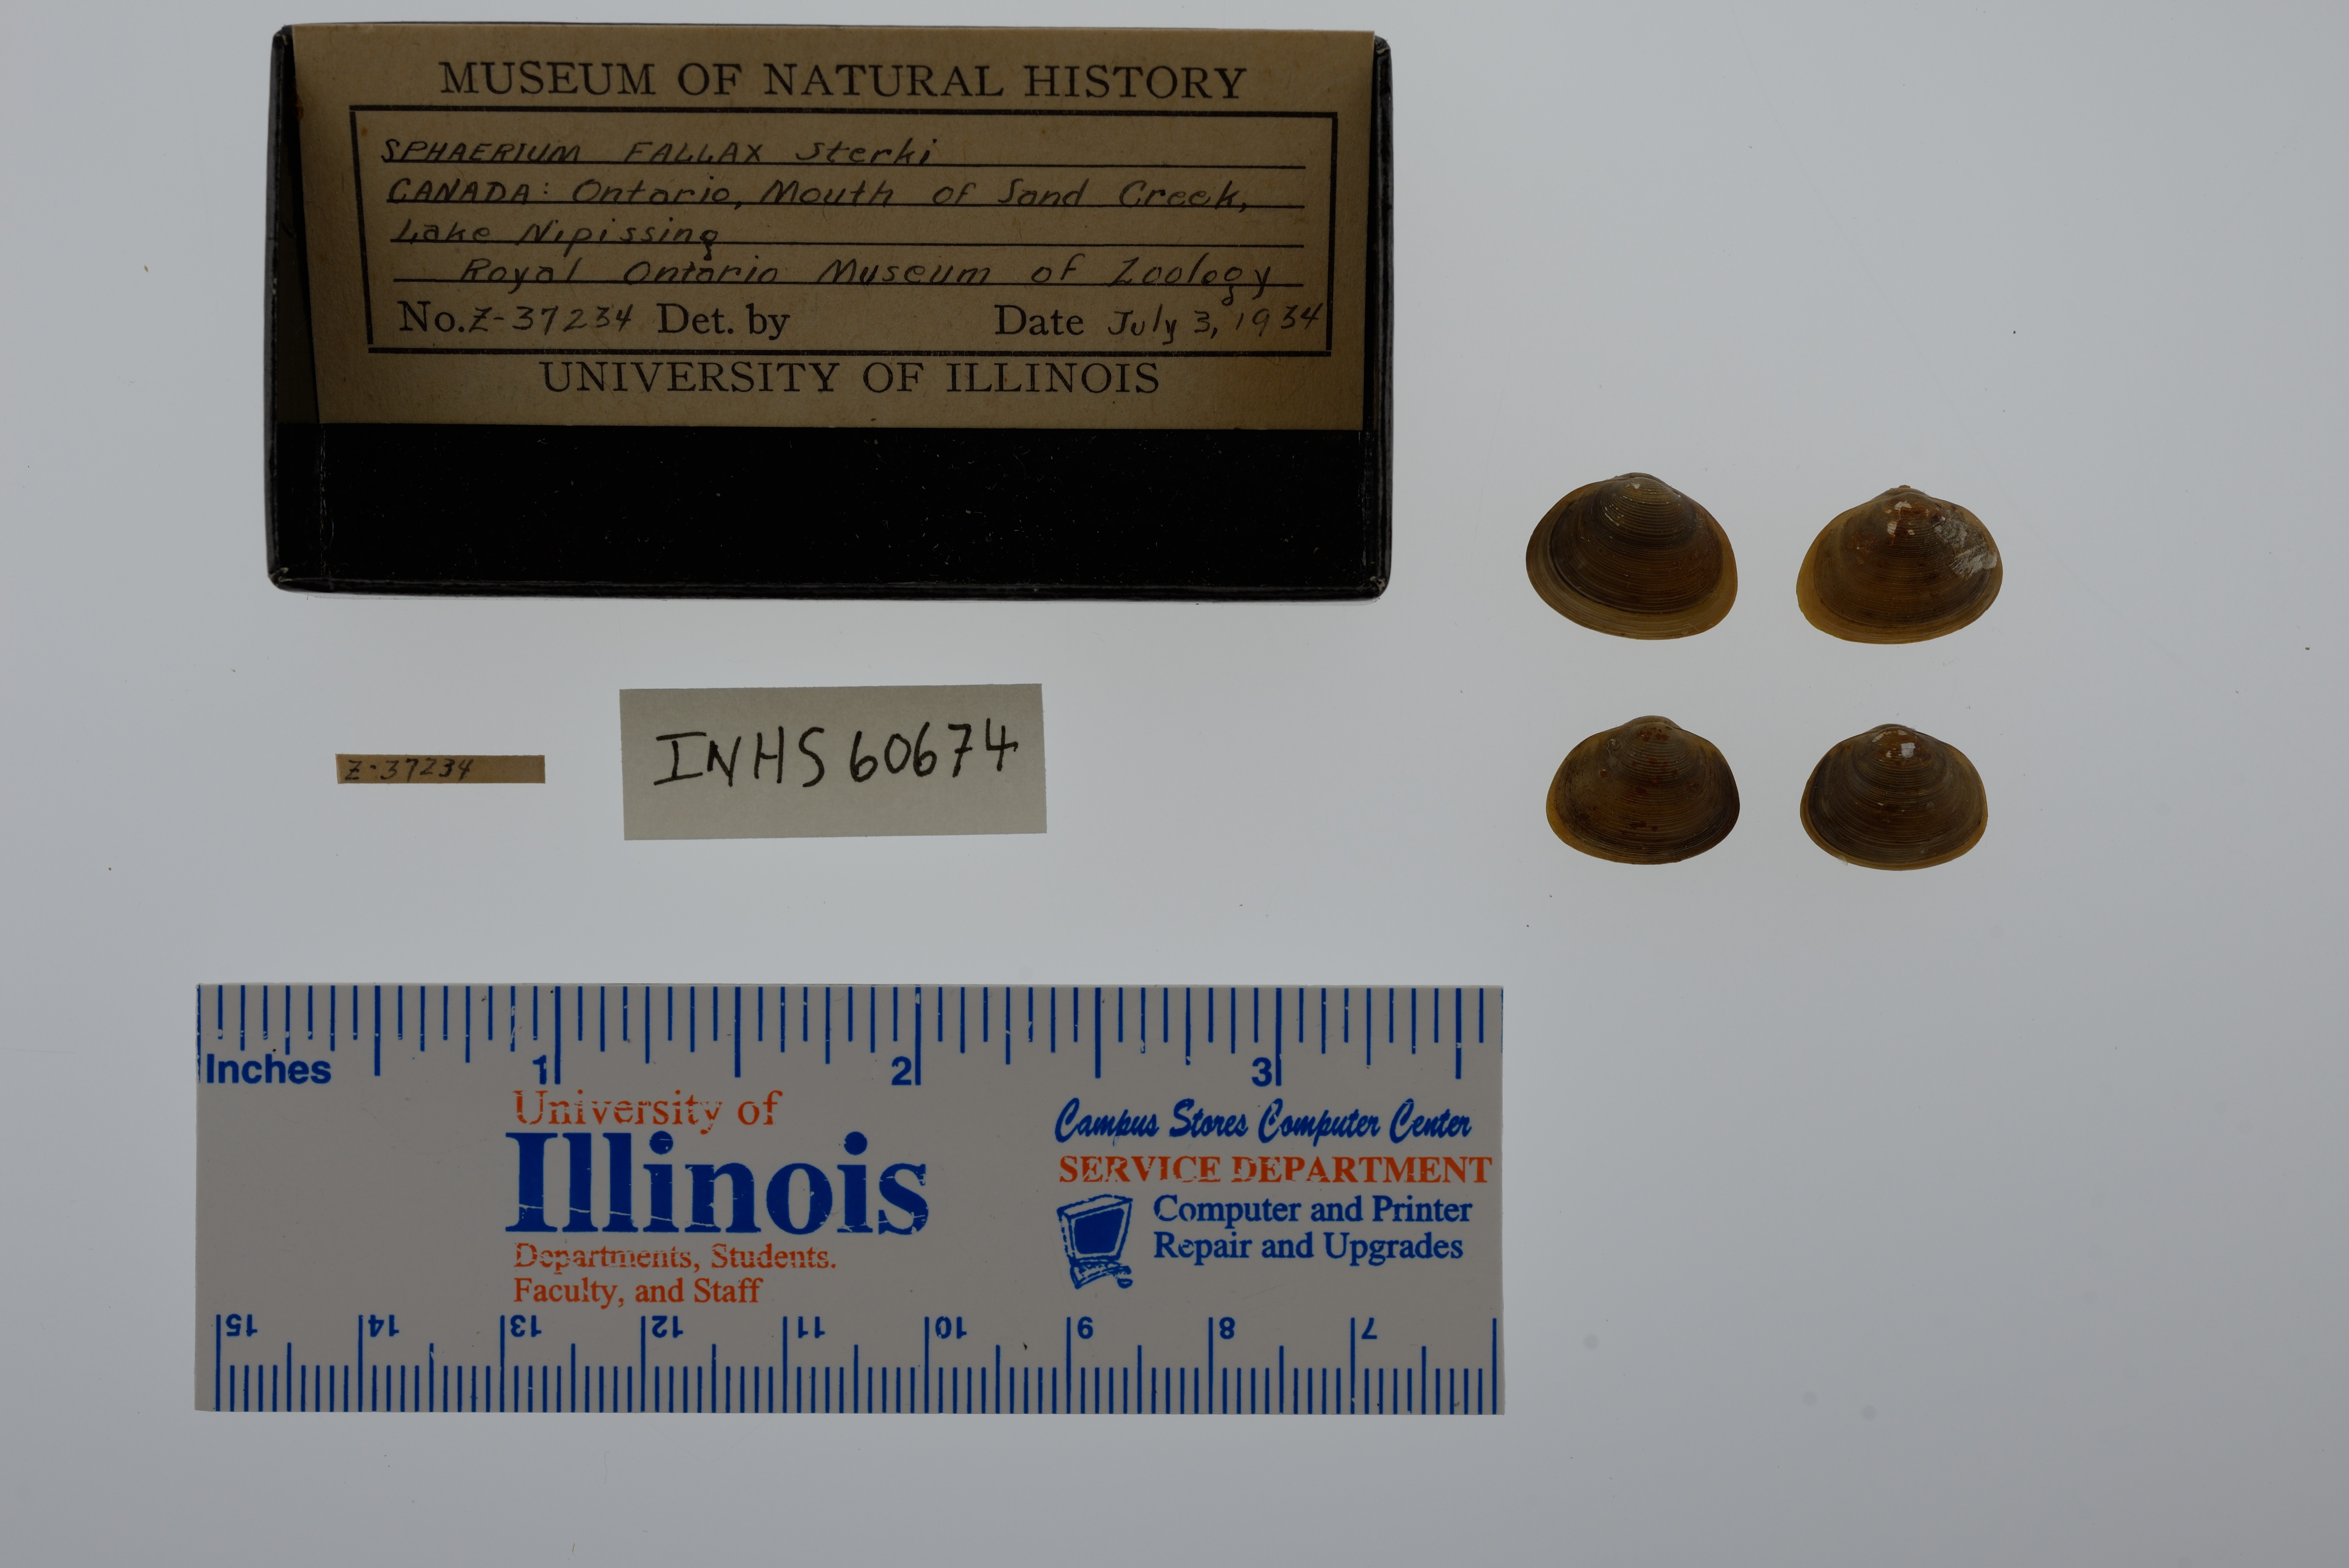 MUSEUM OF NATURAL HISTORY
SPHAERIUM FALLAX Sterki
CANADA: Ontario, Mouth of Sand Creek,
Lake Nipissing
Royal Ontario Museum of Zoology
No. Z-37234 Det. by Date July 3, 1934
UNIVERSITY OF ILLINOIS
Z-37234
INHS 60674
Inches 1 2 3
University of
Illinois
Departments, Students.
Faculty, and Staff
Campus Stores Computer Center
SERVICE DEPARTMENT
Computer and Printer
Repair and Upgrades
15 14 13 12 11 10 9 8 7